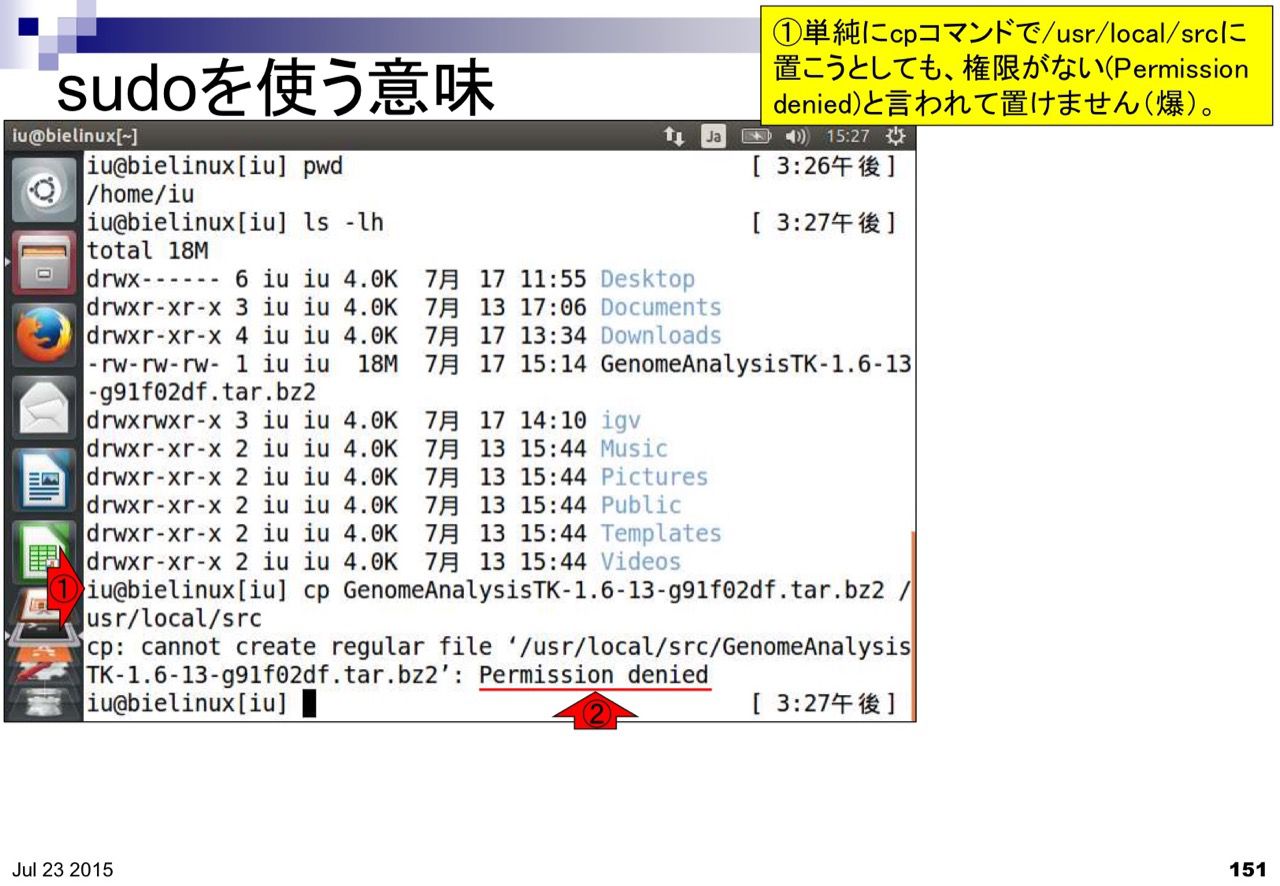 sudoを使う意味
①単純にcpコマンドで/usr/local/srcに
置こうとしても、権限がない(Permission
denied)と言われて置けません（爆）。
iu@bielinux[~] Ja 15:27
iu@bielinux[iu] pwd [ 3:26午後]
/home/iu
iu@bielinux[iu] ls -lh [ 3:27午後]
total 18M
drwx------ 6 iu iu 4.0K 7月 17 11:55 Desktop
drwxr-xr-x 3 iu iu 4.0K 7月 13 17:06 Documents
drwxr-xr-x 4 iu iu 4.0K 7月 17 13:34 Downloads
-rw-rw-rw- 1 iu iu 18M 7月 17 15:14 GenomeAnalysisTK-1.6-13
-g91f02df.tar.bz2
drwxrwxr-x 3 iu iu 4.0K 7月 17 14:10 igv
drwxr-xr-x 2 iu iu 4.0K 7月 13 15:44 Music
drwxr-xr-x 2 iu iu 4.0K 7月 13 15:44 Pictures
drwxr-xr-x 2 iu iu 4.0K 7月 13 15:44 Public
drwxr-xr-x 2 iu iu 4.0K 7月 13 15:44 Templates
drwxr-xr-x 2 iu iu 4.0K 7月 13 15:44 Videos
① iu@bielinux[iu] cp GenomeAnalysisTK-1.6-13-g91f02df.tar.bz2 /
usr/local/src
cp: cannot create regular file ‘/usr/local/src/GenomeAnalysis
TK-1.6-13-g91f02df.tar.bz2’: Permission denied
iu@bielinux[iu] [ 3:27午後]
②
Jul 23 2015
151